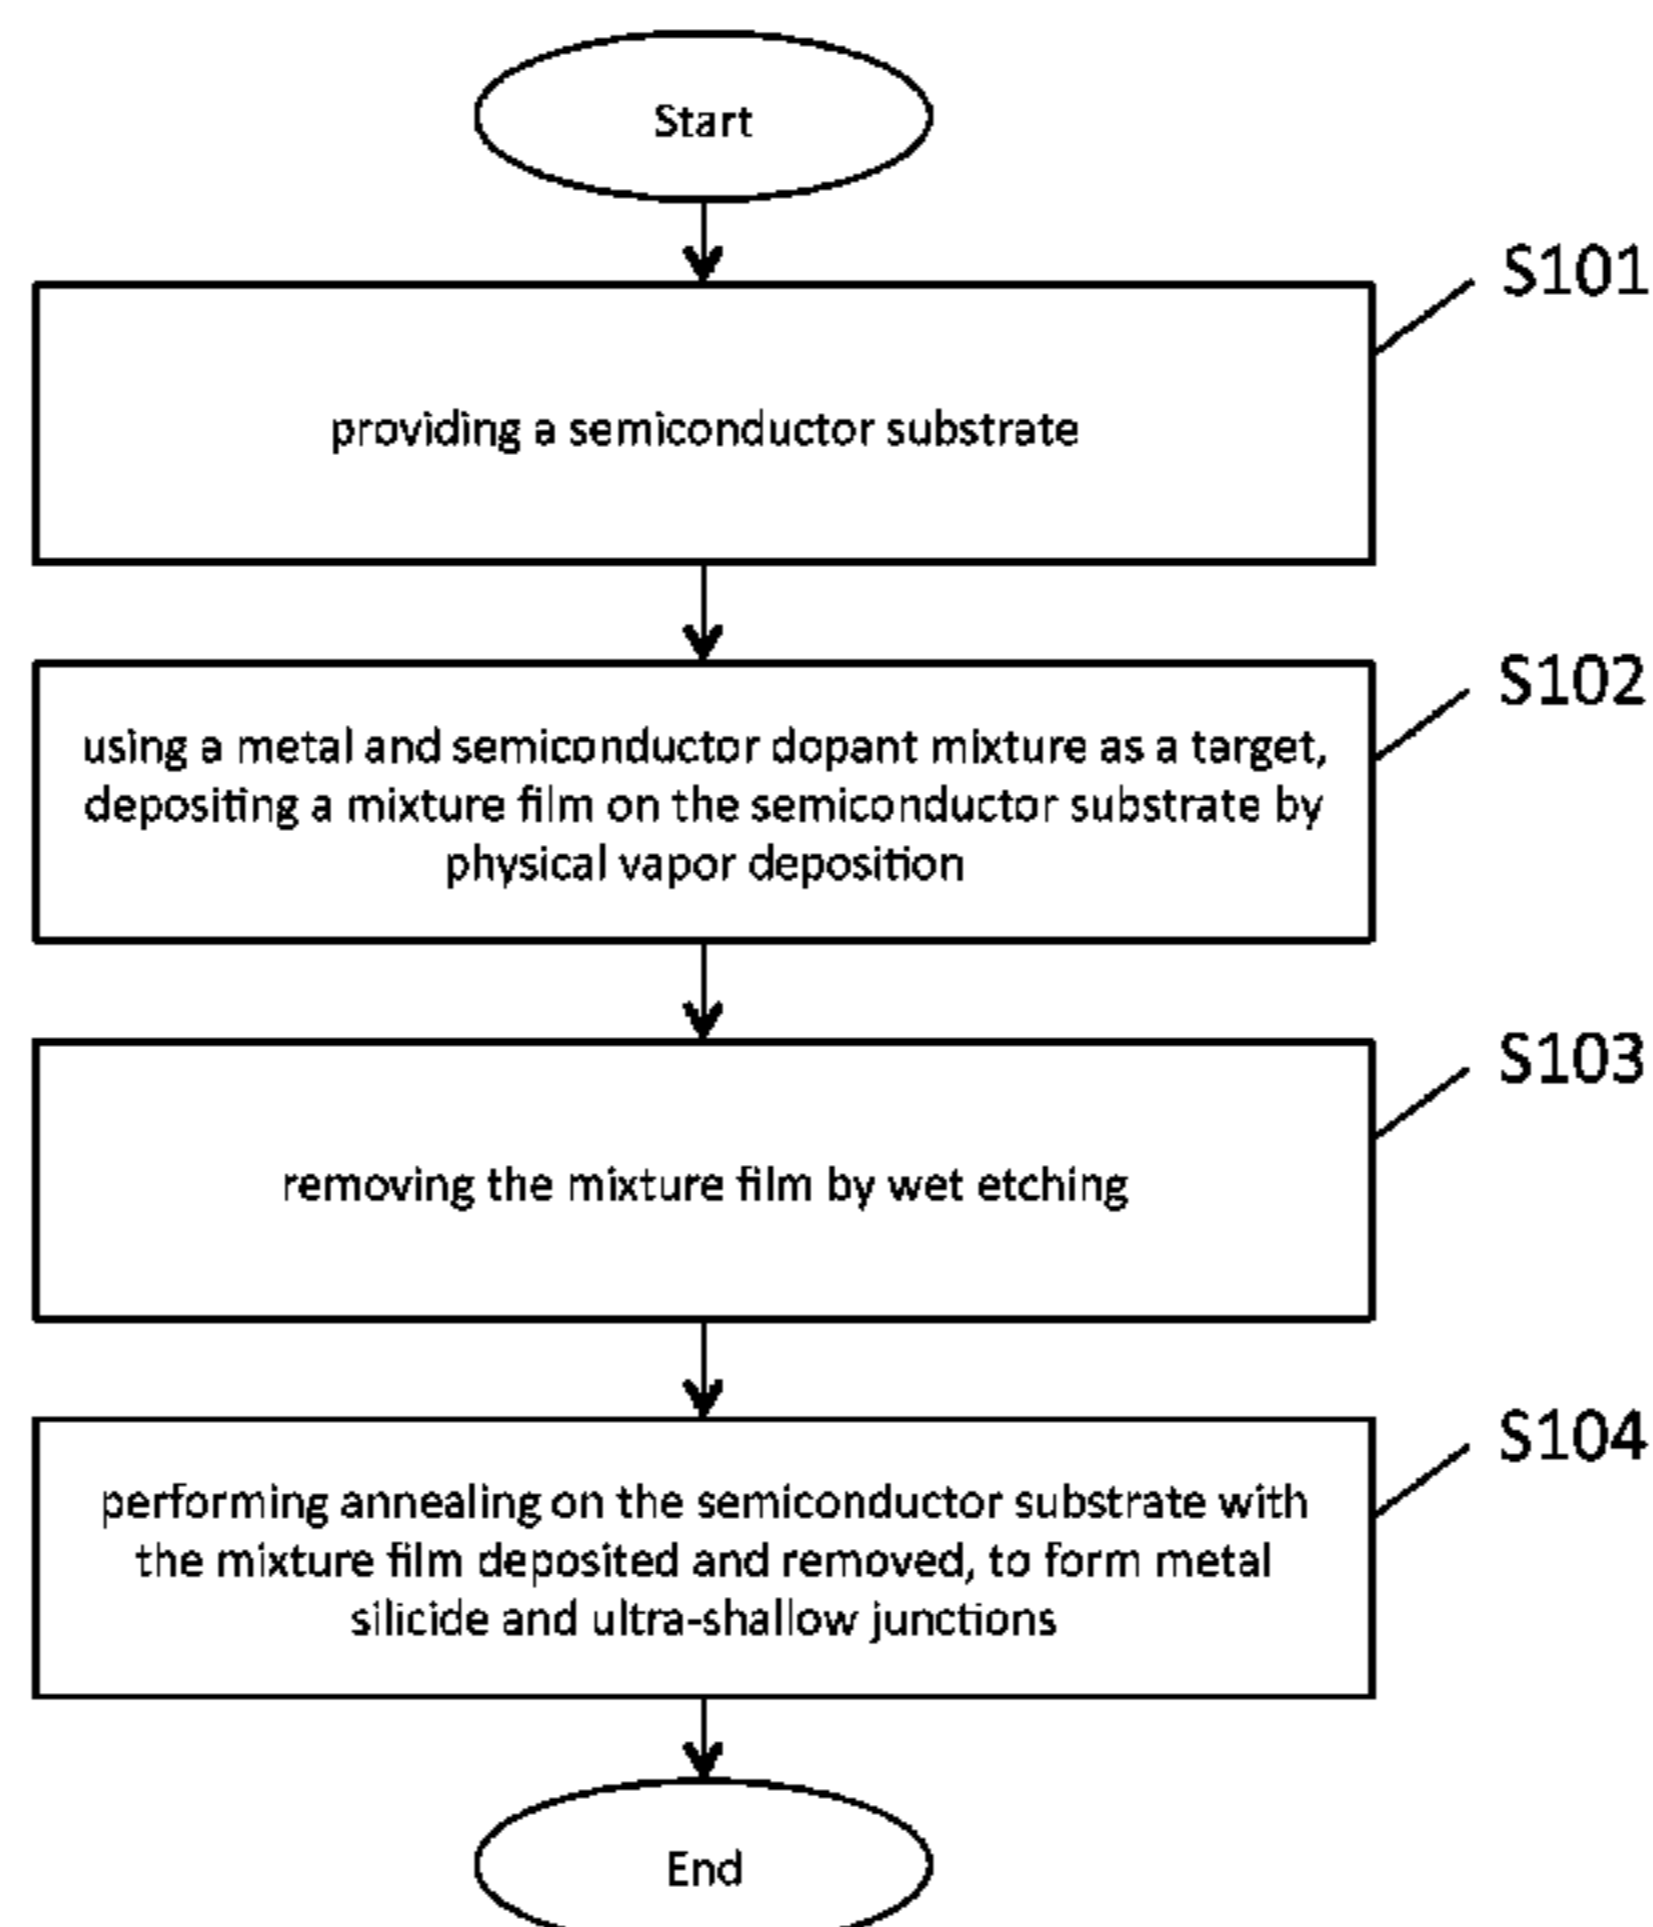 Start
S101
providing a semiconductor substrate
S102
using a metal and semiconductor dopant mixture as a target,
depositing a mixture film on the semiconductor substrate by
physical vapor deposition
S103
removing the mixture film by wet etching
S104
performing annealing on the semiconductor substrate with
the mixture film deposited and removed, to form metal
silicide and ultra-shallow junctions
End